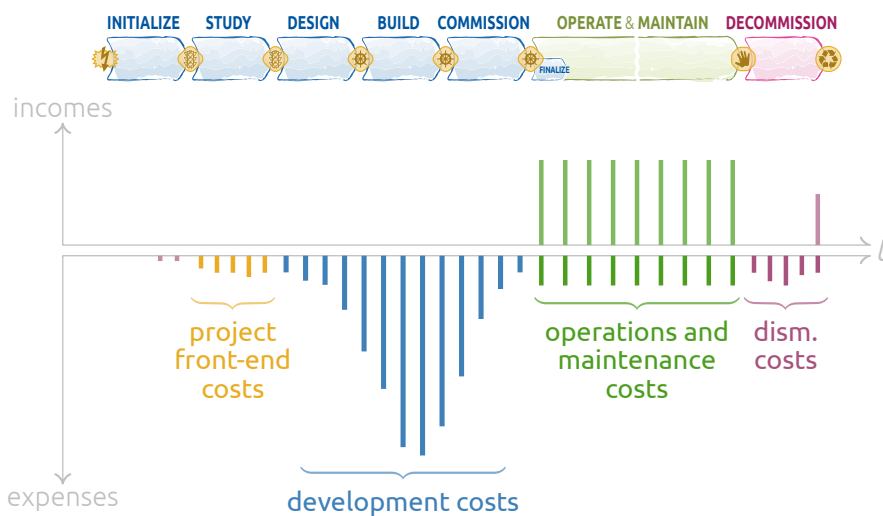 INITIALIZE STUDY DESIGN BUILD COMMISSION OPERATE & MAINTAIN DECOMMISSION
FINALIZE
incomes
t
project
front-end
costs
operations and
maintenance
costs
dism.
costs
development costs
expenses